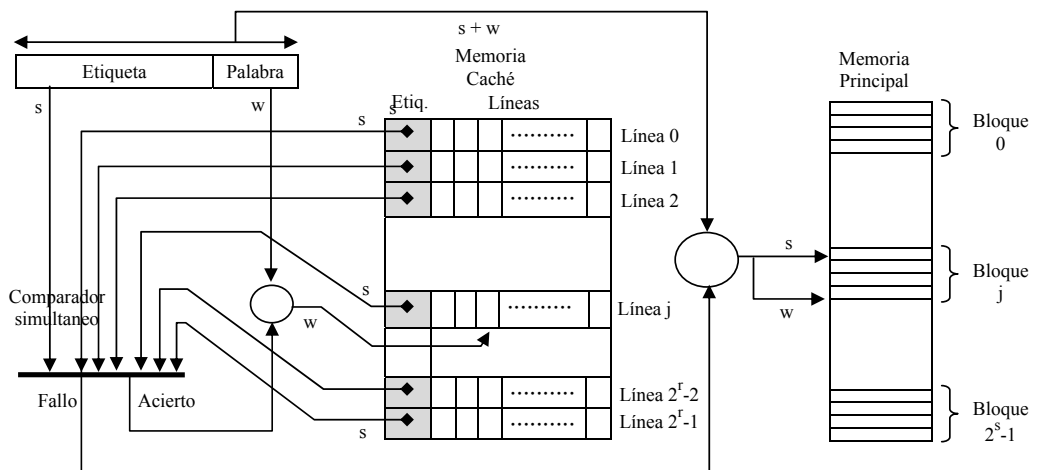 s + w
Memoria
Caché
Etiqueta
Palabra
s
w
Etiq.
s
Líneas
Memoria
Principal
s
Línea 0
Línea 1
Línea 2
Bloque
0
s
Línea j
s
w
Bloque
j
Comparador
simultaneo
w
Fallo
Acierto
Línea 2^r-2
Línea 2^r-1
s
Bloque
2^s-1